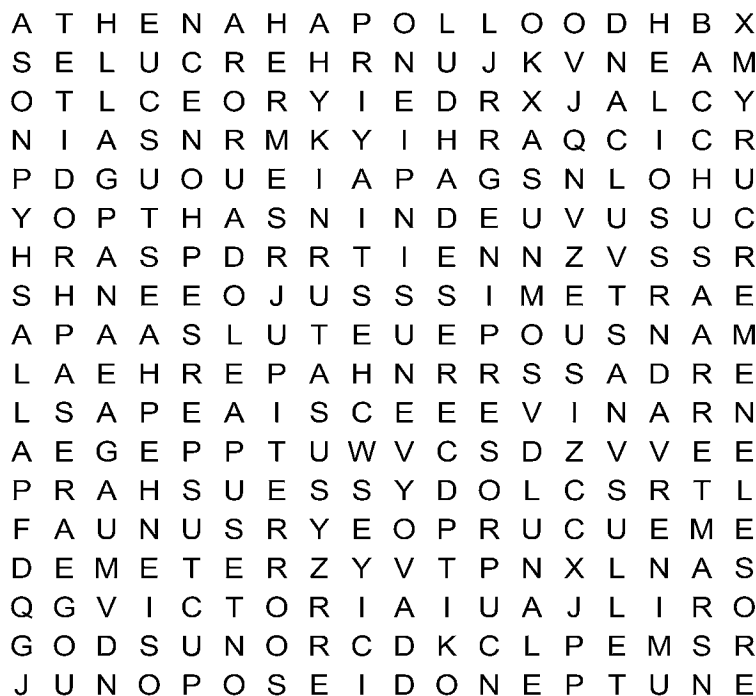 A T H E N A H A P O L L O O D H B X
S E L U C R E H R N U J K V N E A M
O T L C E O R Y I E D R X J A L C Y
N I A S N R M K Y I H R A Q C I C R
P D G U O U E I A P A G S N L O H U
Y O P T H A S N I N D E U V U S U C
H R A S P D R R T I E N N Z V S S R
S H N E E O J U S S S I M E T R A E
A P A A S L U T E U E P O U S N A M
L A E H R E P A H N R R S S A D R E
L S A P E A I S C E E E V I N A R N
A E G E P P T U W V C S D Z V V E E
P R A H S U E S S Y D O L C S R T L
F A U N U S R Y E O P R U C U E M E
D E M E T E R Z Y V T P N X L N A S
Q G V I C T O R I A I U A J L I R O
G O D S U N O R C D K C L P E M S R
J U N O P O S E I D O N E P T U N E